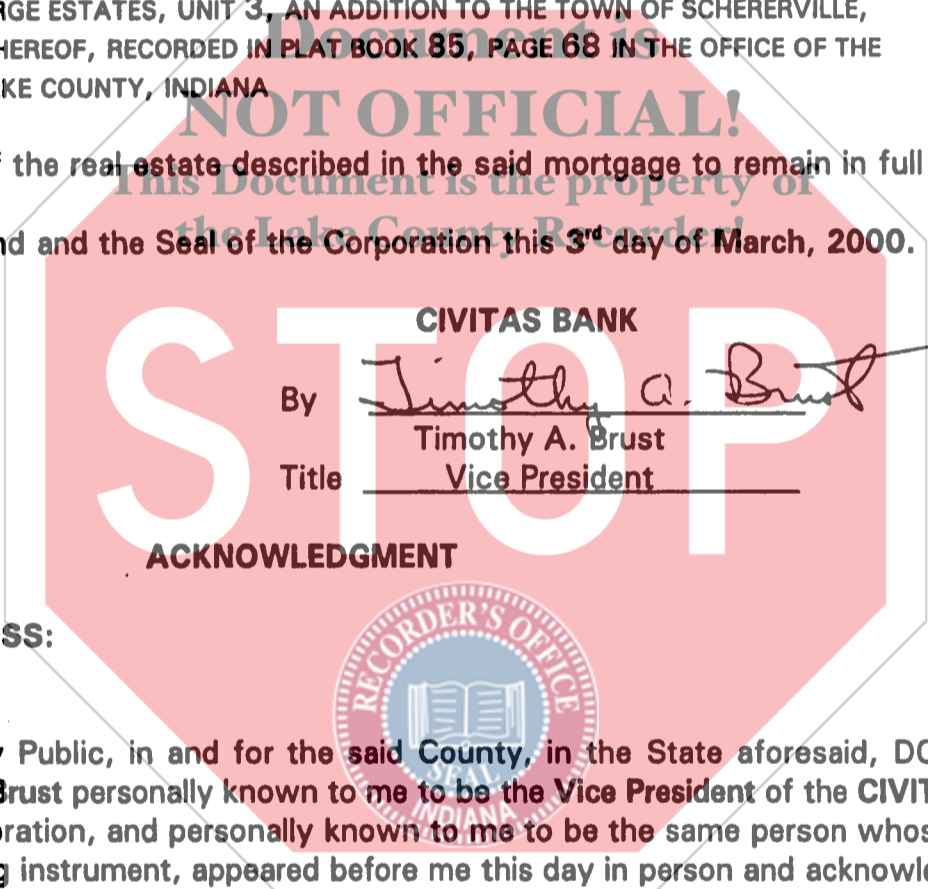 RGE ESTATES, UNIT 3, AN ADDITION TO THE TOWN OF SCHERERVILLE,
HEREOF, RECORDED IN PLAT BOOK 85, PAGE 68 IN THE OFFICE OF THE
KE COUNTY, INDIANA
Document is
NOT OFFICIAL!
This Document is the property of
the Lake County Recorder!
STOP
the real estate described in the said mortgage to remain in full
nd and the Seal of the Corporation this 3rd day of March, 2000.
CIVITAS BANK
By Timothy A. Brust
Timothy A. Brust
Title Vice President
ACKNOWLEDGMENT
SS:
RECORDER'S OFFICE
SEAL
INDIANA
Public, in and for the said County, in the State aforesaid, DO
Brust personally known to me to be the Vice President of the CIVIT
ration, and personally known to me to be the same person whos
g instrument, appeared before me this day in person and acknowle